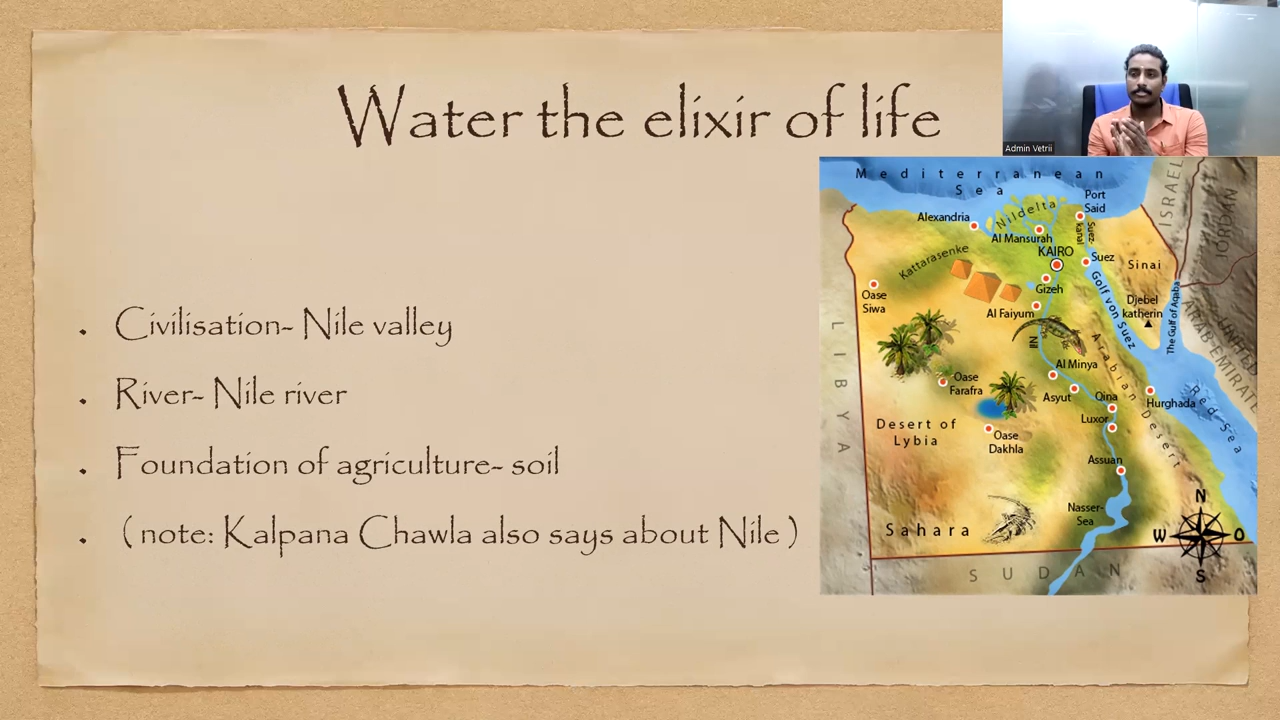 Water the elixir of life
Admin Vetrii
. Civilisation- Nile valley
. River- Nile river
. Foundation of agriculture- soil
. ( note: Kalpana Chawla also says about Nile )
Mediterranean
Sea
Port
Said
Alexandria
Nildelta
Al Mansurah
Suez-
kanal
KAIRO
Suez
Kattarasenke
Sinai
Gizeh
Oase
Siwa
Al Faiyum
Golf von Suez
Djebel
katherin
The Gulf of Aqaba
ISRAEL
JORDAN
LIBYA
Nil
Al Minya
Arabian Desert
Oase
Farafra
Asyut
Qina
Hurghada
Red Sea
Luxor
Desert of
Lybia
Oase
Dakhla
Assuan
Nasser-
Sea
Sahara
N
W
O
S
SUDAN